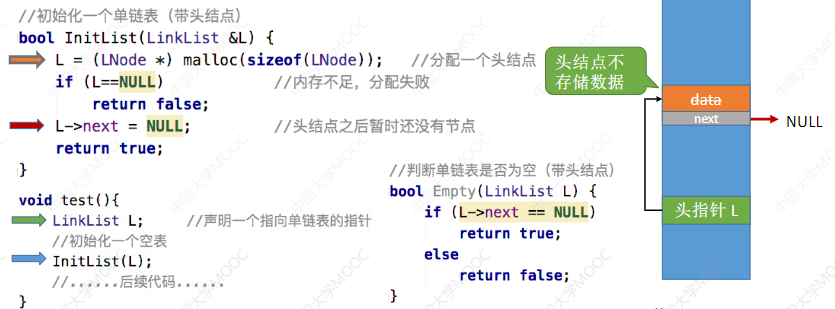 //初始化一个单链表（带头结点）
bool InitList(LinkList &L) {
L = (LNode *) malloc(sizeof(LNode)); //分配一个头结点
if (L==NULL) //内存不足，分配失败
return false;
L->next = NULL; //头结点之后暂时还没有节点
return true;
}
void test(){
LinkList L; //声明一个指向单链表的指针
//初始化一个空表
InitList(L);
//......后续代码......
}
//判断单链表是否为空（带头结点）
bool Empty(LinkList L) {
if (L->next == NULL)
return true;
else
return false;
}
头结点不
存储数据
data
next
NULL
头指针 L
中国大学MOOC